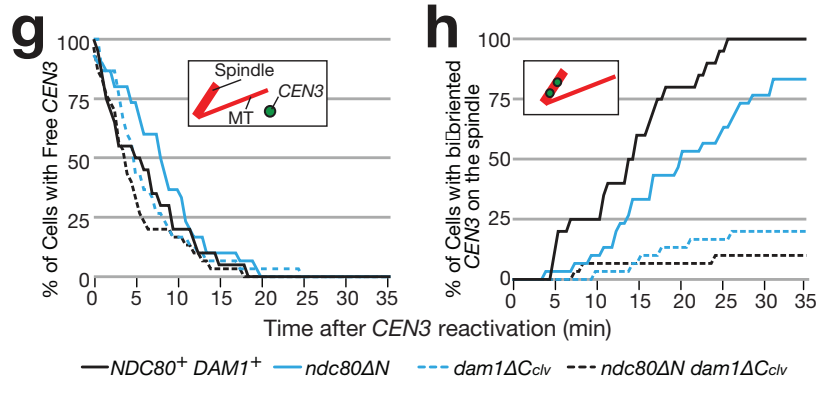 g
% of Cells with Free CEN3
100
75
50
25
0
Spindle
CEN3
MT
0 5 10 15 20 25 30 35
h
% of Cells with bi▯oriented
CEN3 on the spindle
100
75
50
25
0
0 5 10 15 20 25 30 35
Time after CEN3 reactivation (min)
NDC80+ DAM1+ ndc80ΔN dam1ΔCclv ndc80ΔN dam1ΔCclv